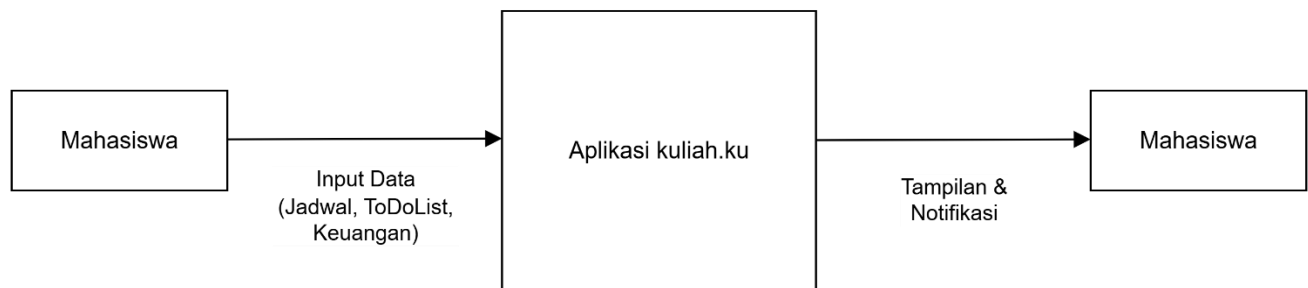 Mahasiswa
Input Data
(Jadwal, ToDoList,
Keuangan)
Aplikasi kuliah.ku
Tampilan &
Notifikasi
Mahasiswa